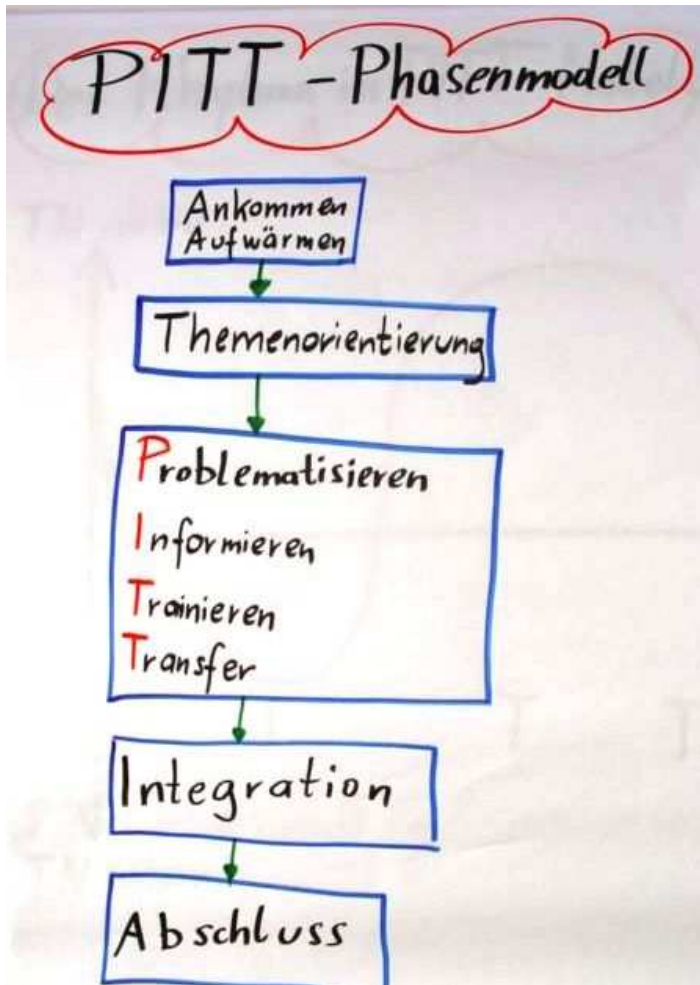 PITT - Phasenmodell
Ankommen
Aufwärmen
Themenorientierung
Problematisieren
Informieren
Trainieren
Transfer
Integration
Abschluss